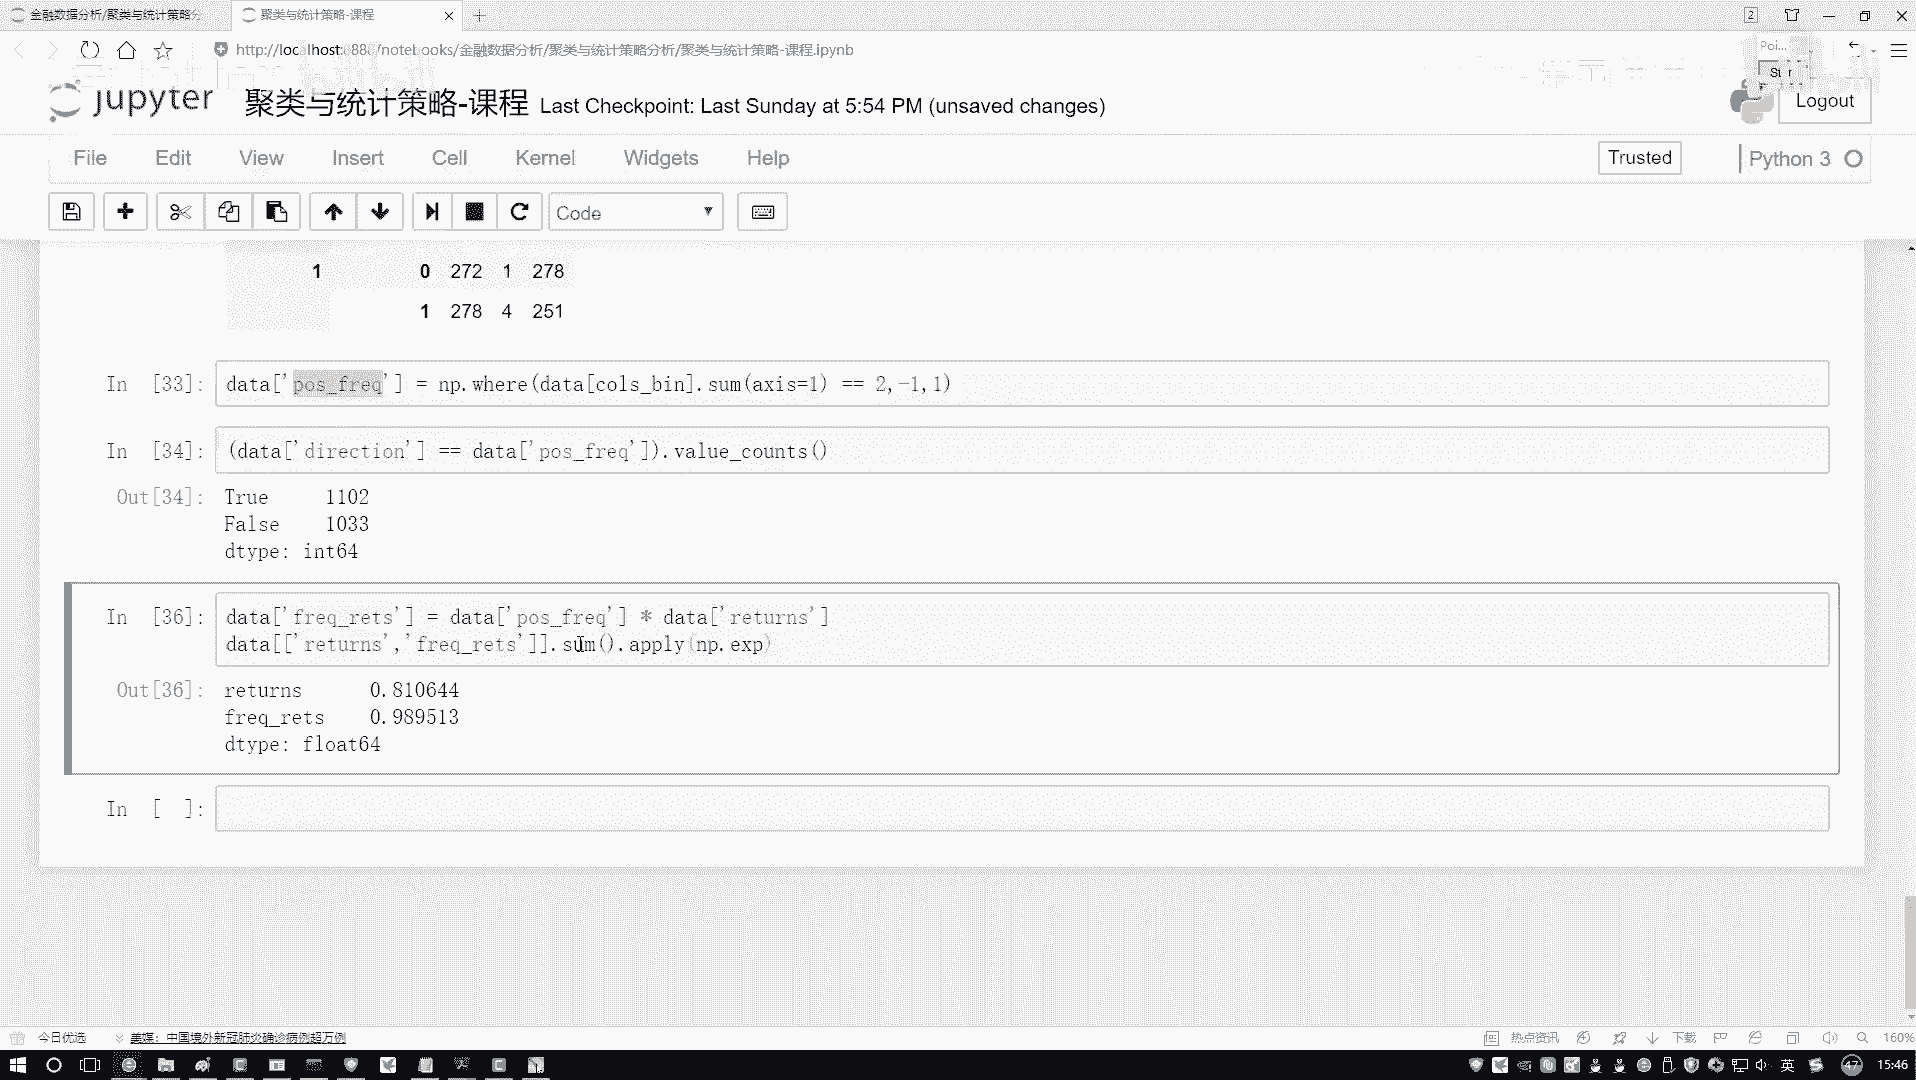 金融数据分析/聚类与统计策略分
聚类与统计策略-课程
2
http://localhost:888/notebooks/金融数据分析/聚类与统计策略分析/聚类与统计策略-课程.ipynb
Poi...
jupyter 聚类与统计策略-课程 Last Checkpoint: Last Sunday at 5:54 PM (unsaved changes)
Logout
File Edit View Insert Cell Kernel Widgets Help
Trusted
Python 3
Code
1 0 272 1 278
1 278 4 251
In [33]: data['pos_freq'] = np.where(data[cols_bin].sum(axis=1) == 2,-1,1)
In [34]: (data['direction'] == data['pos_freq']).value_counts()
Out[34]: True 1102
False 1033
dtype: int64
In [36]: data['freq_rets'] = data['pos_freq'] * data['returns']
data[['returns','freq_rets']].sum().apply(np.exp)
Out[36]: returns 0.810644
freq_rets 0.989513
dtype: float64
In [ ]:
今日优选 美媒：中国境外新冠肺炎确诊病例超万例
热点资讯 下载 160%
英 47 15:46